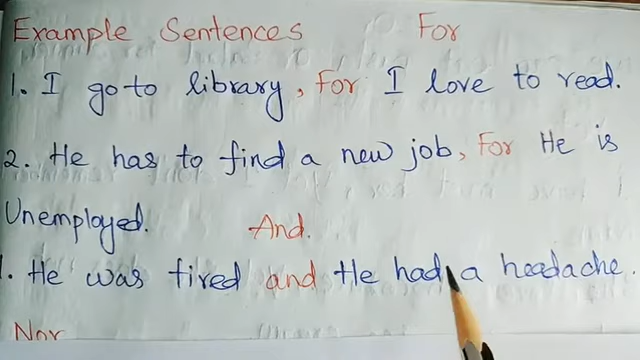 Example Sentences For
1. I go to library, For I love to read.
2. He has to find a new job, For He is
Unemployed.
And.
1. He was tired and He had a headache.
Nor